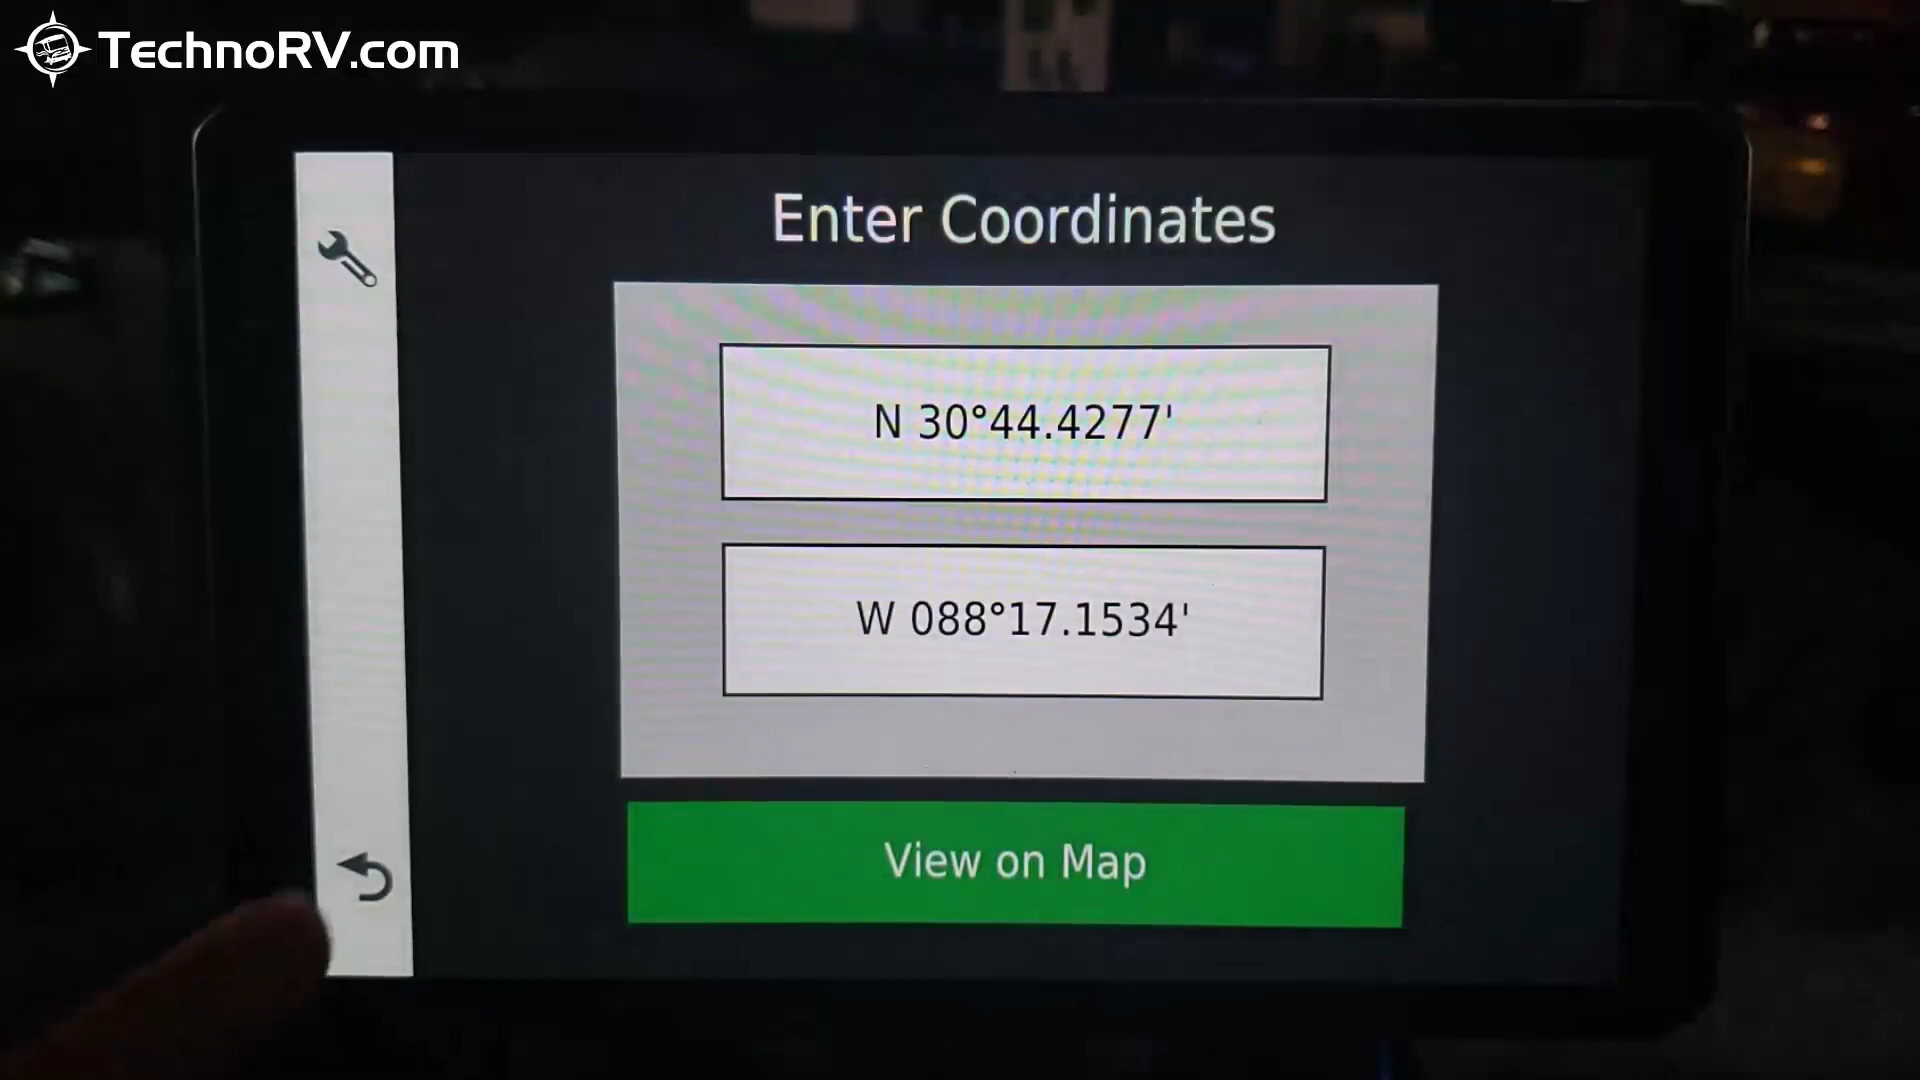 TechnoRV.com
Enter Coordinates
N 30°44.4277'
W 088°17.1534'
View on Map